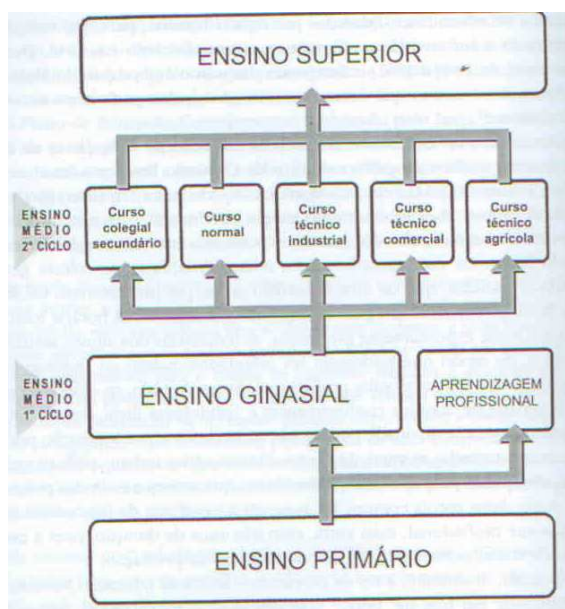 ENSINO SUPERIOR
ENSINO
MÉDIO
2º CICLO
Curso
colegial
secundário
Curso
normal
Curso
técnico
industrial
Curso
técnico
comercial
Curso
técnico
agrícola
ENSINO
MÉDIO
1º CICLO
ENSINO GINASIAL
APRENDIZAGEM
PROFISSIONAL
ENSINO PRIMÁRIO